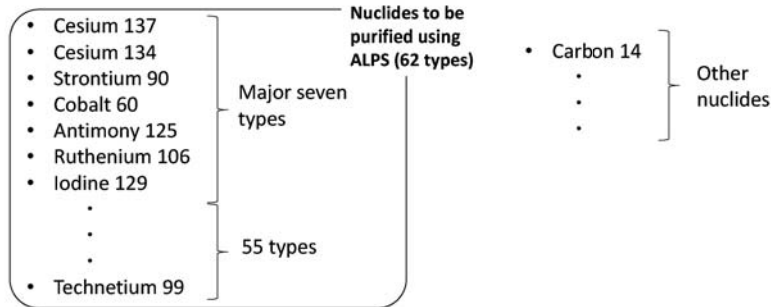 Nuclides to be
purified using
ALPS (62 types)
• Cesium 137
• Cesium 134
• Strontium 90
• Cobalt 60
• Antimony 125
• Ruthenium 106
• Iodine 129
Major seven
types
•
•
•
• Technetium 99
55 types
• Carbon 14
•
•
•
Other
nuclides